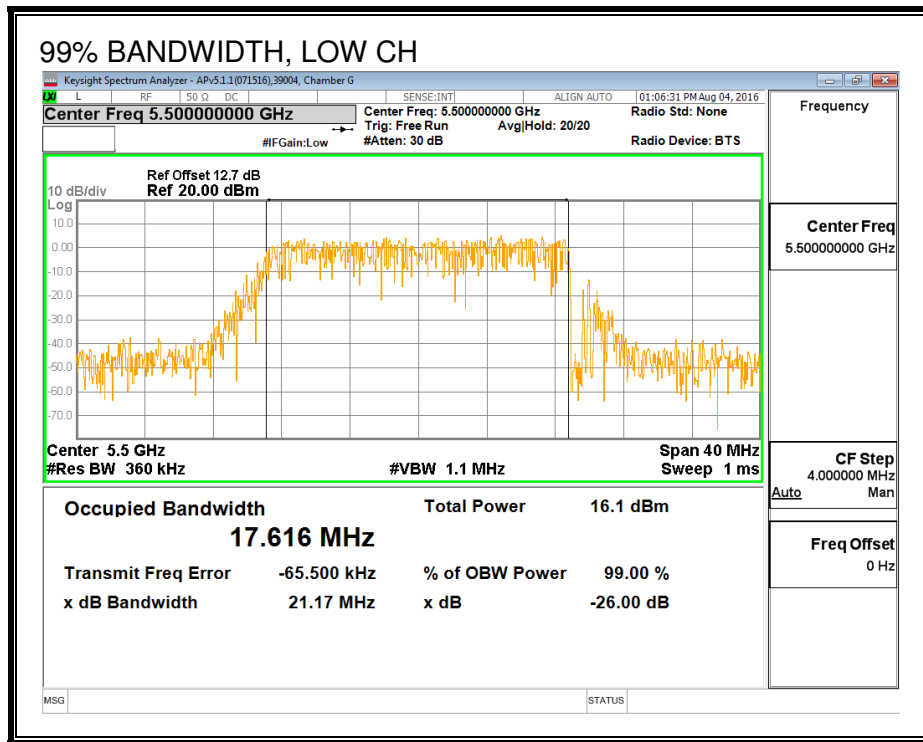 99% BANDWIDTH, LOW CH
Keysight Spectrum Analyzer - APv5.1.1(071516),39004, Chamber G
LXI L RF 50 Ω DC SENSE:INT ALIGN AUTO 01:06:31 PM Aug 04, 2016
Center Freq 5.500000000 GHz
Center Freq: 5.500000000 GHz Radio Std: None
Trig: Free Run Avg|Hold: 20/20
#IFGain:Low #Atten: 30 dB Radio Device: BTS
Ref Offset 12.7 dB
10 dB/div Ref 20.00 dBm
Log
10.0
0.00
-10.0
-20.0
-30.0
-40.0
-50.0
-60.0
-70.0
Center 5.5 GHz Span 40 MHz
#Res BW 360 kHz #VBW 1.1 MHz Sweep 1 ms
Occupied Bandwidth Total Power 16.1 dBm
17.616 MHz
Transmit Freq Error -65.500 kHz % of OBW Power 99.00 %
x dB Bandwidth 21.17 MHz x dB -26.00 dB
MSG STATUS
Frequency
Center Freq
5.500000000 GHz
CF Step
4.000000 MHz
Auto Man
Freq Offset
0 Hz